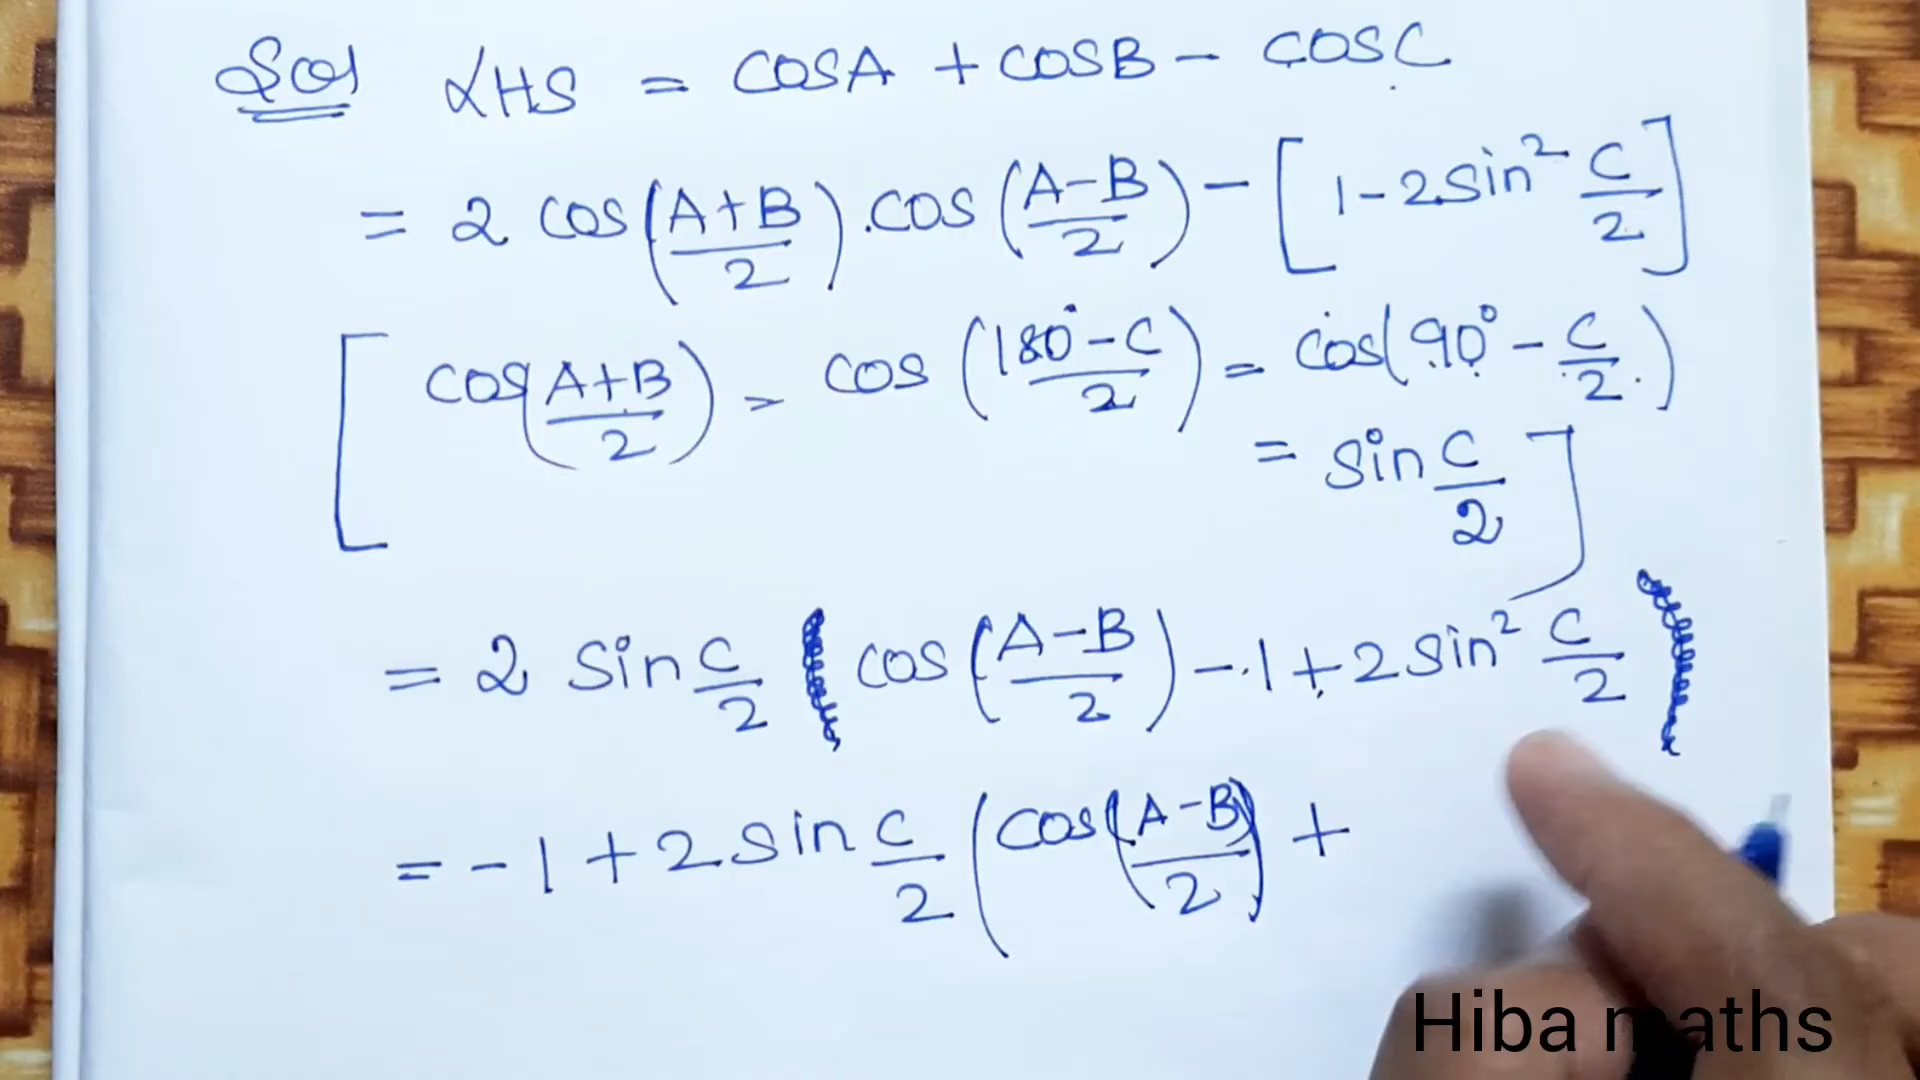 Sol LHS = COSA + COSB - COSC
= 2 cos(A+B/2).cos(A-B/2) - [1-2Sin² C/2]
[cos(A+B/2) = cos(180°-C/2) = cos(90°-C/2)
= sin C/2]
= 2 Sin C/2 cos(A-B/2) - 1 + 2 Sin² C/2
= -1 + 2 Sin C/2 (cos(A-B/2) +
Hiba maths